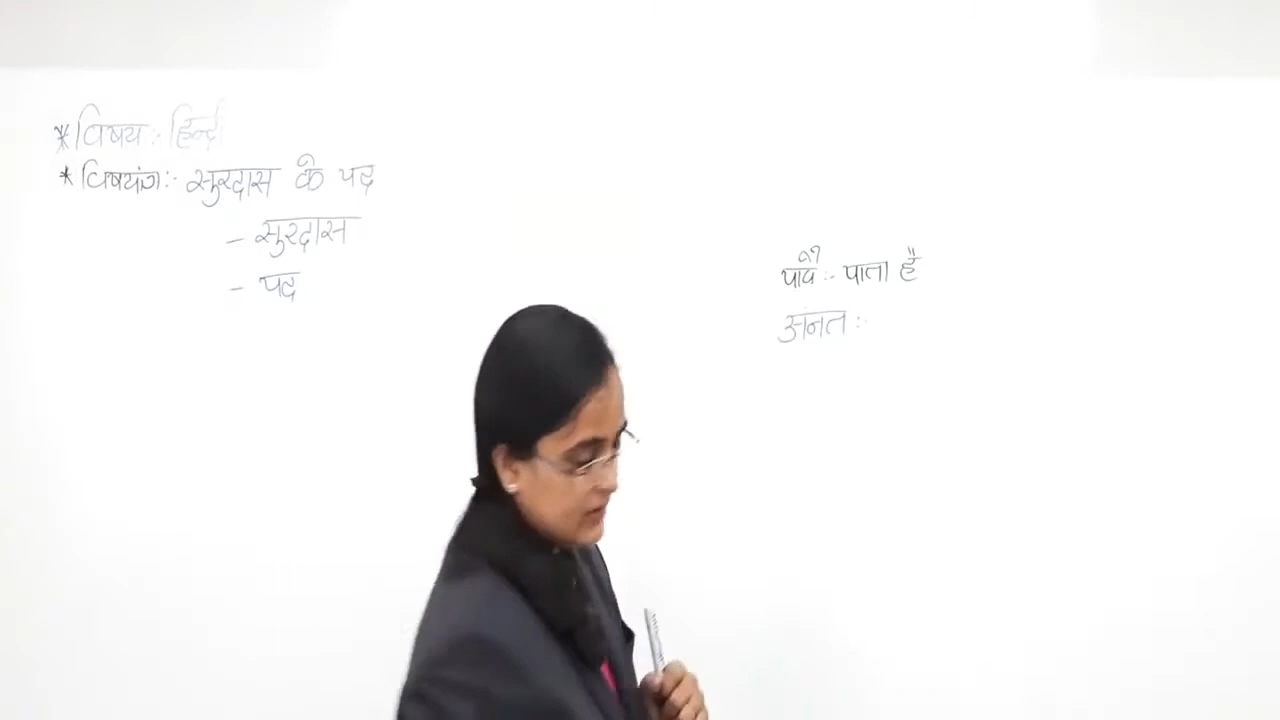 * विषय :- हिन्दी
* विषयांश :- सुरदास के पद
- सुरदास
- पद
पावै :- पाता है
अनंत :-